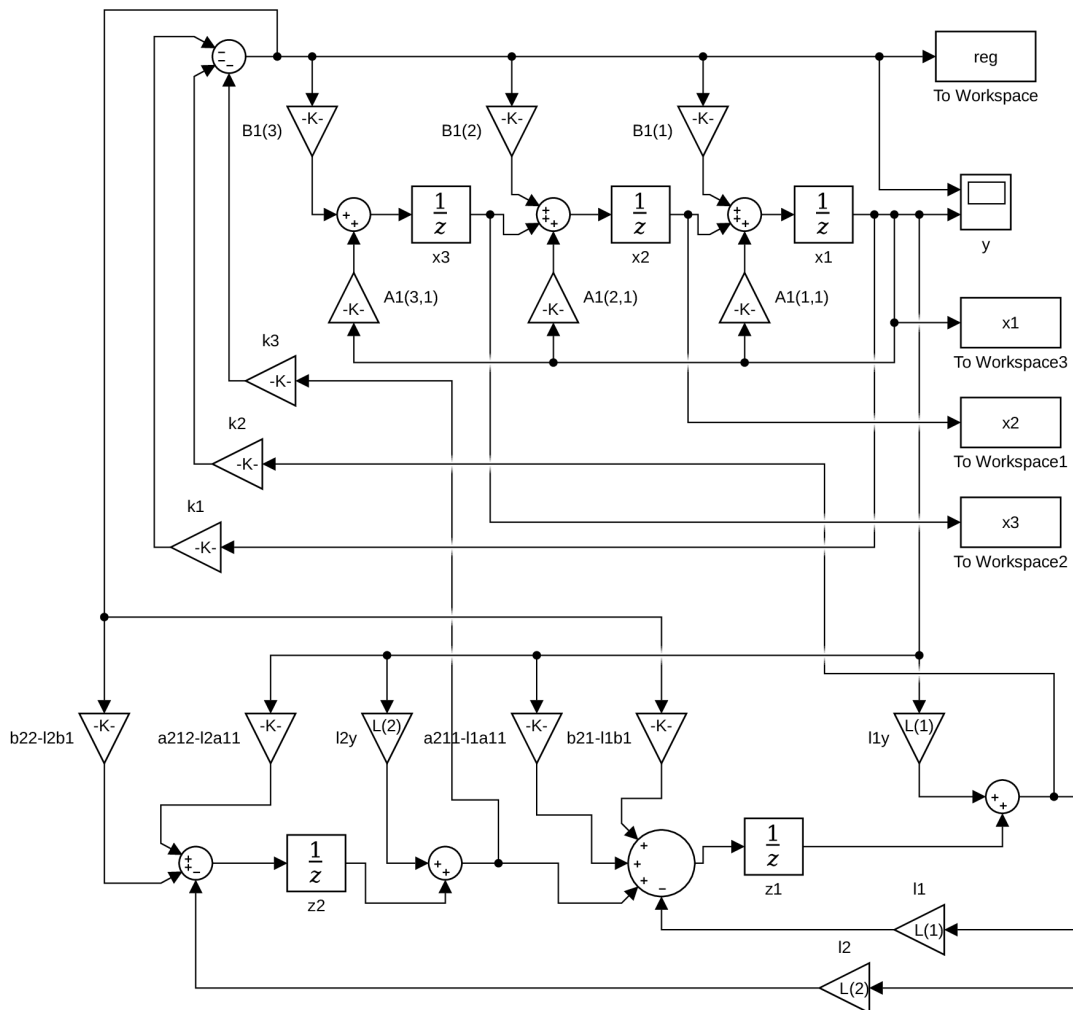 reg
To Workspace
-K-
-K-
-K-
B1(3)
B1(2)
B1(1)
1
z
1
z
1
z
x3
x2
x1
y
A1(3,1)
A1(2,1)
A1(1,1)
-K-
-K-
-K-
x1
To Workspace3
k3
-K-
x2
To Workspace1
k2
-K-
x3
To Workspace2
k1
-K-
-K-
-K-
L(2)
-K-
-K-
L(1)
b22-l2b1
a212-l2a11
l2y
a211-l1a11
b21-l1b1
l1y
1
z
1
z
z2
z1
l1
L(1)
l2
L(2)